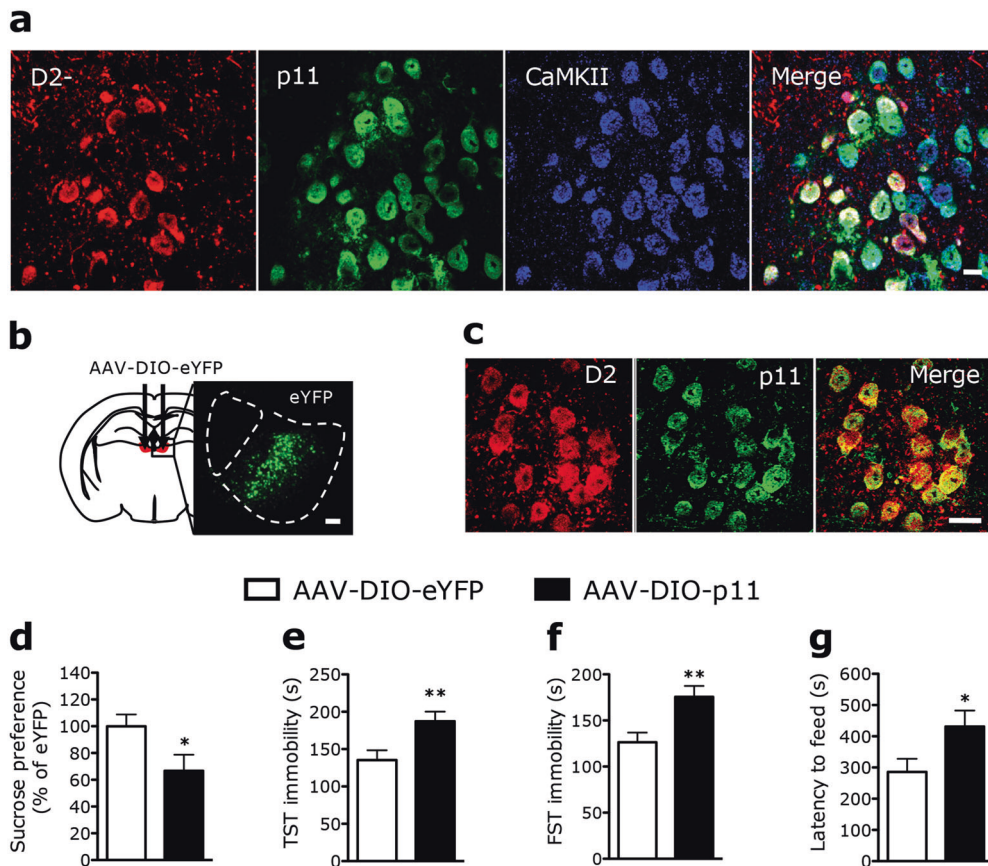 a
D2-
p11
CaMKII
Merge
b
AAV-DIO-eYFP
eYFP
c
D2
p11
Merge
AAV-DIO-eYFP
AAV-DIO-p11
d
Sucrose preference
(% of eYFP)
140
120
100
80
60
40
20
0
*
e
TST immobility (s)
250
200
150
100
50
0
**
f
FST immobility (s)
200
150
100
50
0
**
g
Latency to feed (s)
600
500
400
300
200
100
0
*